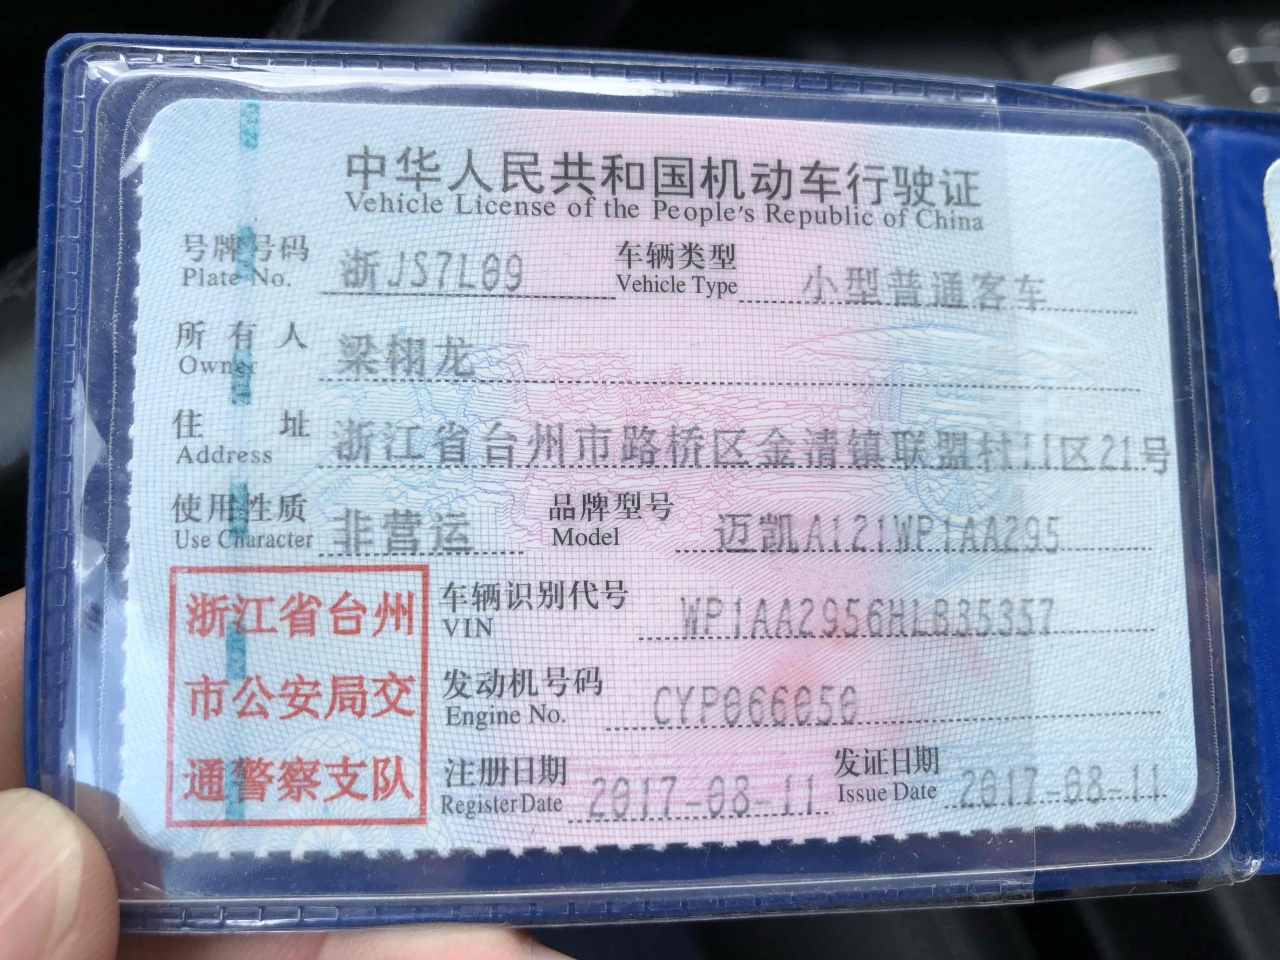 中华人民共和国机动车行驶证
Vehicle License of the People's Republic of China
号牌号码 浙JS7L09 车辆类型 小型普通客车
Plate No. Vehicle Type
所有人 梁栩龙
Owner
住址 浙江省台州市路桥区金清镇联盟村11区21号
Address
使用性质 非营运 品牌型号 迈凯A121WP1AA295
Use Character Model
浙江省台州
市公安局交
通警察支队
车辆识别代号 WP1AA2956HLB35357
VIN
发动机号码 CYP066050
Engine No.
注册日期 2017-08-11 发证日期 2017-08-11
Register Date Issue Date